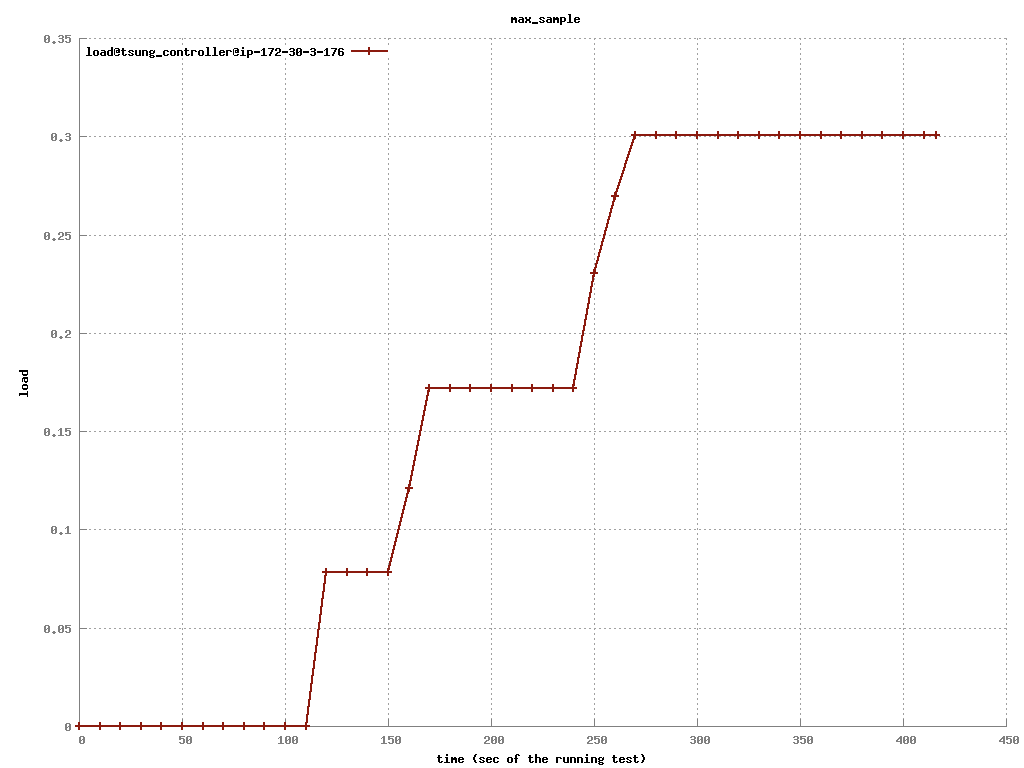 max_sample
load@tsung_controller@ip-172-30-3-176
0.35
0.3
0.25
0.2
0.15
0.1
0.05
0
load
0 50 100 150 200 250 300 350 400 450
time (sec of the running test)